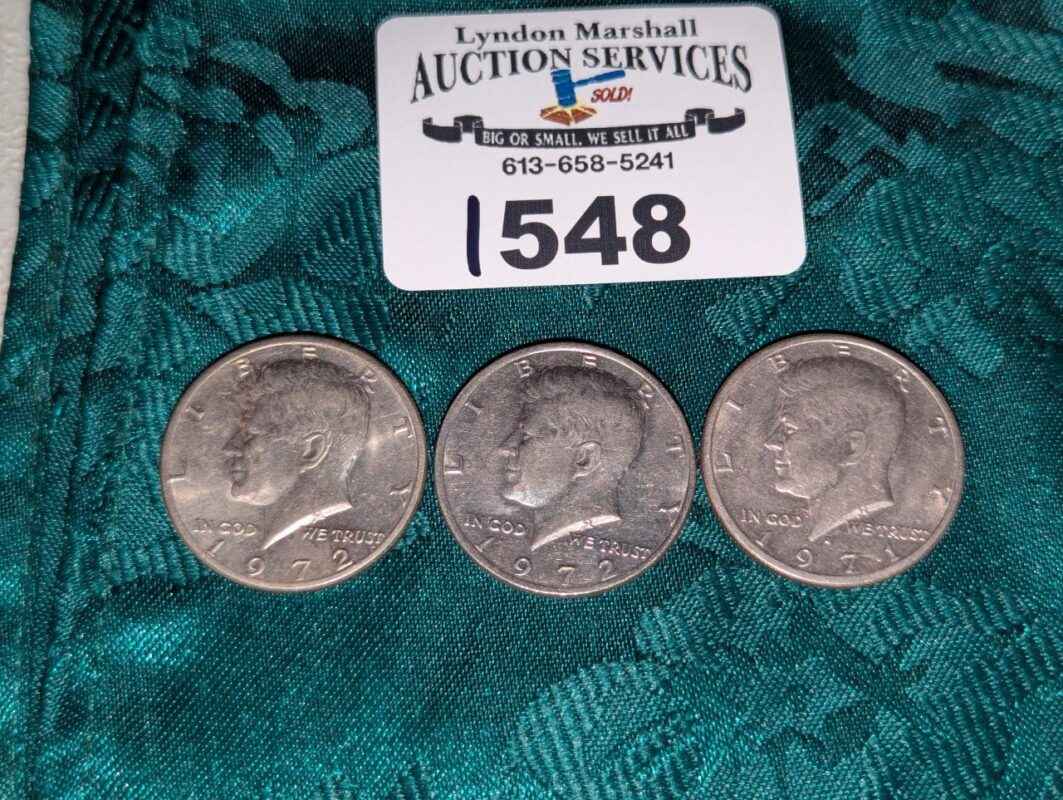 Lyndon Marshall
AUCTION SERVICES
SOLD!
BIG OR SMALL, WE SELL IT ALL
613-658-5241
1548
LIBERTY
IN GOD WE TRUST
1972
LIBERTY
IN GOD WE TRUST
1972
LIBERTY
IN GOD WE TRUST
1971